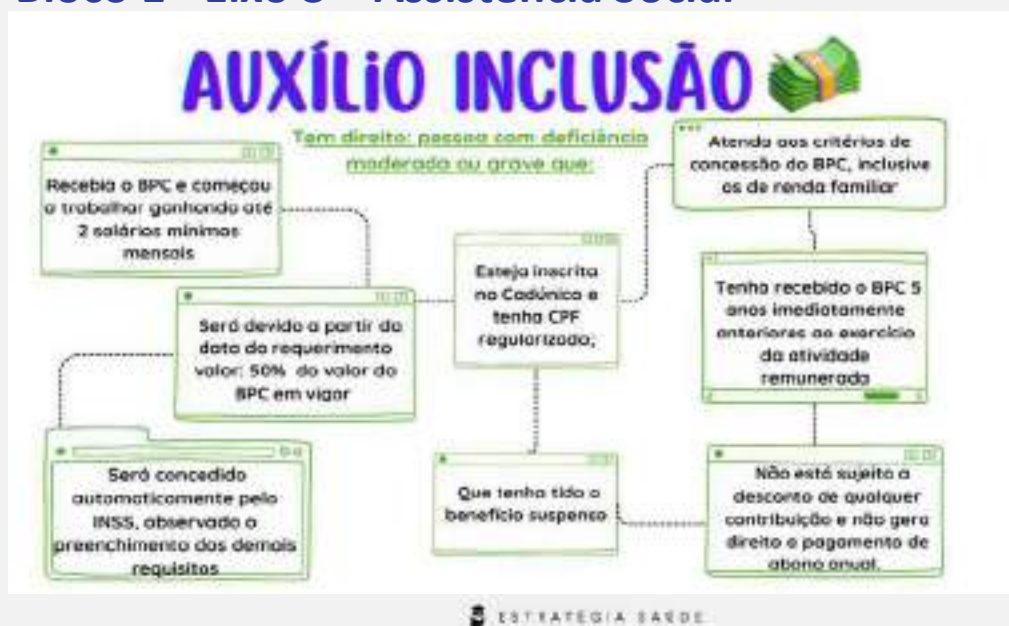 AUXÍLiO INCLUSÃO
Tem direito: pessoa com deficiência
moderada ou grave que:
Recebia o BPC e começou
a trabalhar ganhando até
2 salários mínimos
mensais
Será devido a partir da
data do requerimento
valor: 50% do valor do
BPC em vigor
Será concedido
automaticamente pelo
INSS, observado o
preenchimento dos demais
requisitos
Esteja inscrita
no Cadúnico e
tenha CPF
regularizado;
Que tenha tido o
benefício suspenso
Atenda aos critérios de
concessão do BPC, inclusive
os de renda familiar
Tenha recebido o BPC 5
anos imediatamente
anteriores ao exercício
da atividade
remunerada
Não está sujeito a
desconto de qualquer
contribuição e não gera
direito a pagamento de
abono anual.
ESTRATÉGIA SAÚDE